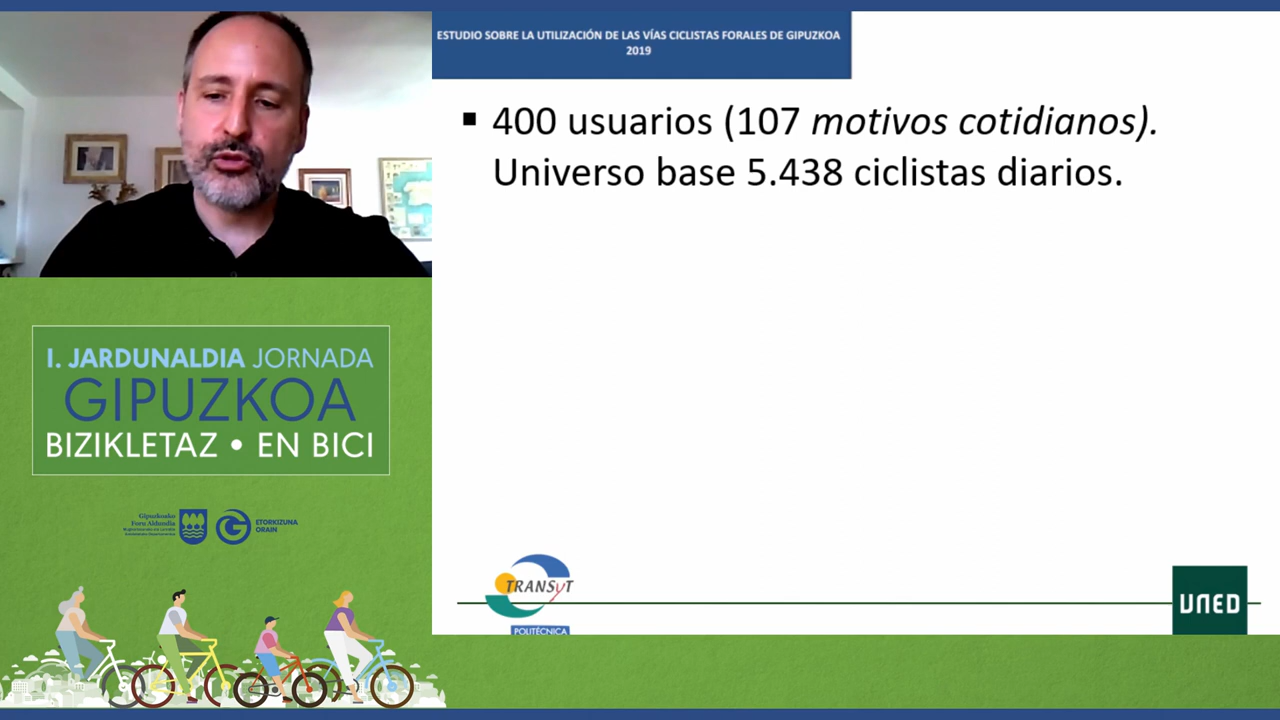 ESTUDIO SOBRE LA UTILIZACIÓN DE LAS VÍAS CICLISTAS FORALES DE GIPUZKOA
2019
▪ 400 usuarios (107 motivos cotidianos).
Universo base 5.438 ciclistas diarios.
I. JARDUNALDIA JORNADA
GIPUZKOA
BIZIKLETAZ • EN BICI
Gipuzkoako
Foru Aldundia
ETORKIZUNA
ORAIN
TRANSyT
POLITÉCNICA
UNED